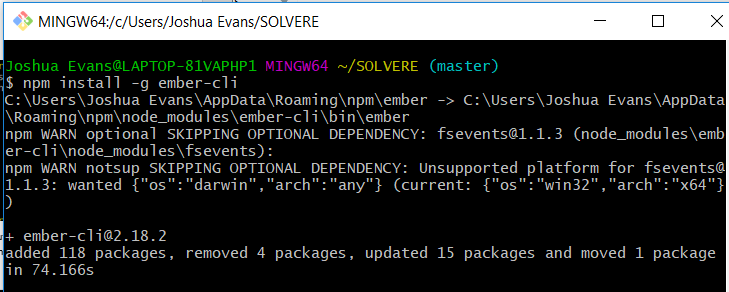 MINGW64:/c/Users/Joshua Evans/SOLVERE
Joshua Evans@LAPTOP-81VAPHP1 MINGW64 ~/SOLVERE (master)
$ npm install -g ember-cli
C:\Users\Joshua Evans\AppData\Roaming\npm\ember -> C:\Users\Joshua Evans\AppData
\Roaming\npm\node_modules\ember-cli\bin\ember
npm WARN optional SKIPPING OPTIONAL DEPENDENCY: fsevents@1.1.3 (node_modules\emb
er-cli\node_modules\fsevents):
npm WARN notsup SKIPPING OPTIONAL DEPENDENCY: Unsupported platform for fsevents@
1.1.3: wanted {"os":"darwin","arch":"any"} (current: {"os":"win32","arch":"x64"}
)
+ ember-cli@2.18.2
added 118 packages, removed 4 packages, updated 15 packages and moved 1 package
in 74.166s